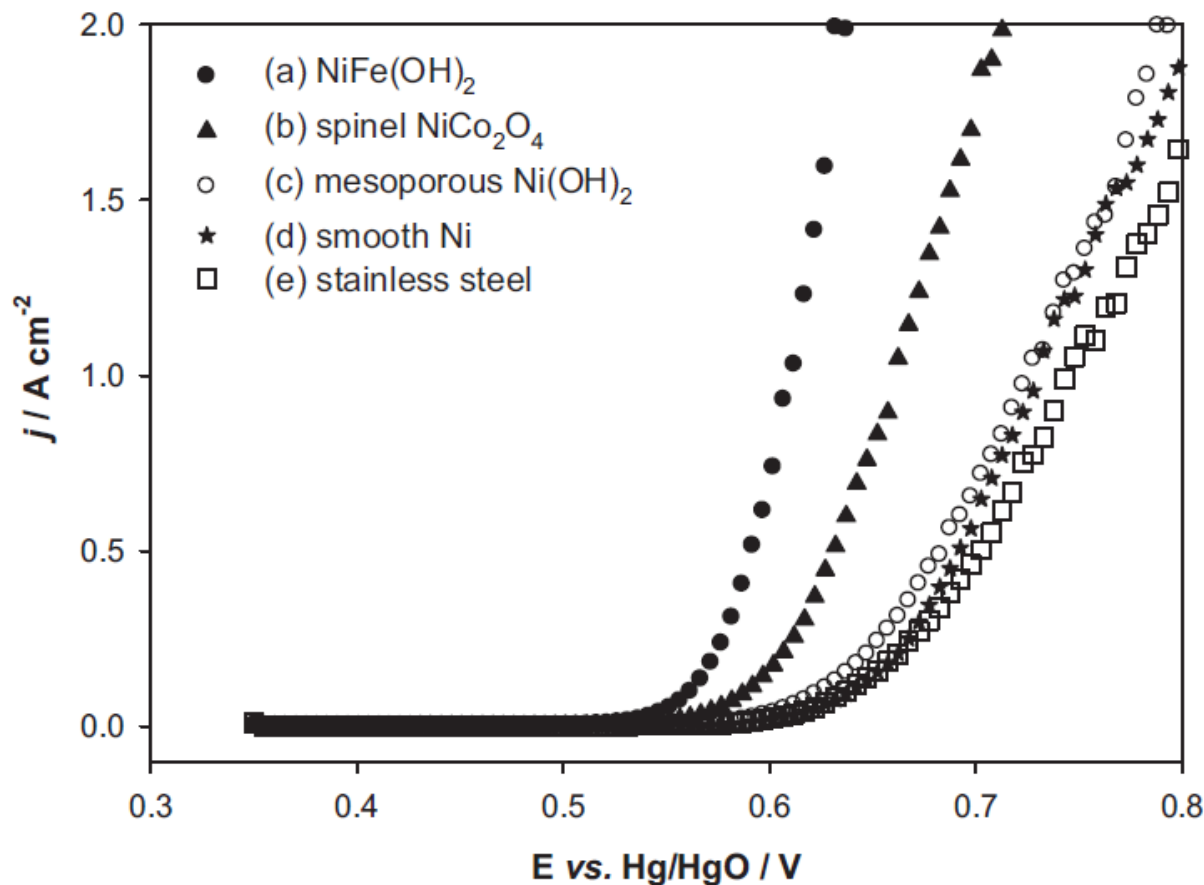 2.0
1.5
1.0
0.5
0.0
j / A cm⁻²
(a) NiFe(OH)₂
(b) spinel NiCo₂O₄
(c) mesoporous Ni(OH)₂
(d) smooth Ni
(e) stainless steel
0.3 0.4 0.5 0.6 0.7 0.8
E vs. Hg/HgO / V